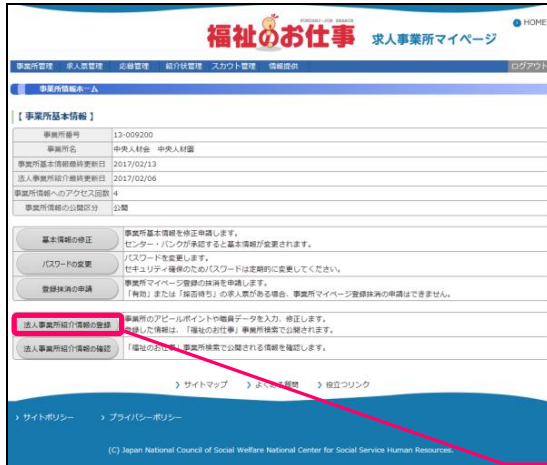 FUKUSHI-JOB SEARCH
福祉のお仕事 求人事業所マイページ
HOME
事業所管理 求人票管理 応募管理 紹介状管理 スカウト管理 情報提供 ログアウト
事業所情報ホーム
【 事業所基本情報 】
事業所番号 13-009200
事業所名 中央人材会 中央人材園
事業所基本情報最終更新日 2017/02/13
法人事業所紹介最終更新日 2017/02/06
事業所情報へのアクセス回数 4
事業所情報の公開区分 公開
基本情報の修正 事業所基本情報を修正申請します。
センター・バンクが承認すると基本情報が変更されます。
パスワードの変更 パスワードを変更します。
セキュリティ確保のためパスワードは定期的に変更してください。
登録抹消の申請 事業所マイページ登録の抹消を申請します。
「有効」または「採否待ち」の求人票がある場合、事業所マイページ登録抹消の申請はできません。
法人事業所紹介情報の登録 事業所のアピールポイントや職員データを入力、修正します。
登録した情報は、「福祉のお仕事」事業所検索で公開されます。
法人事業所紹介情報の確認 「福祉のお仕事」事業所検索で公開される情報を確認します。
› サイトマップ › よくある質問 › 役立つリンク
› サイトポリシー › プライバシーポリシー
(C) Japan National Council of Social Welfare National Center for Social Service Human Resources.